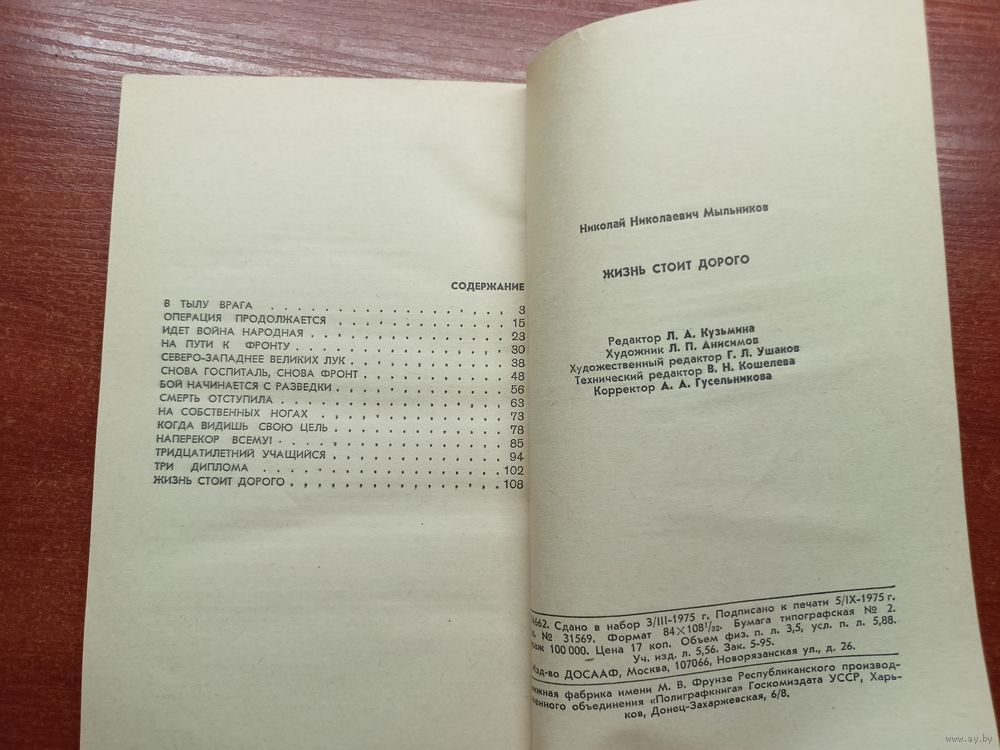 СОДЕРЖАНИЕ
В ТЫЛУ ВРАГА . . . . . . . . . . . . . . . . 3
ОПЕРАЦИЯ ПРОДОЛЖАЕТСЯ . . . . . . . . . . . 15
ИДЕТ ВОЙНА НАРОДНАЯ . . . . . . . . . . . . 23
НА ПУТИ К ФРОНТУ . . . . . . . . . . . . . 30
СЕВЕРО-ЗАПАДНЕЕ ВЕЛИКИХ ЛУК . . . . . . . . 38
СНОВА ГОСПИТАЛЬ, СНОВА ФРОНТ . . . . . . . . 48
БОЙ НАЧИНАЕТСЯ С РАЗВЕДКИ . . . . . . . . . 56
СМЕРТЬ ОТСТУПИЛА . . . . . . . . . . . . . 63
НА СОБСТВЕННЫХ НОГАХ . . . . . . . . . . . 73
КОГДА ВИДИШЬ СВОЮ ЦЕЛЬ . . . . . . . . . . 78
НАПЕРЕКОР ВСЕМУ! . . . . . . . . . . . . . 85
ТРИДЦАТИЛЕТНИЙ УЧАЩИЙСЯ . . . . . . . . . . 94
ТРИ ДИПЛОМА . . . . . . . . . . . . . . . 102
ЖИЗНЬ СТОИТ ДОРОГО . . . . . . . . . . . . 108
Николай Николаевич Мыльников
ЖИЗНЬ СТОИТ ДОРОГО
Редактор Л. А. Кузьмина
Художник Л. П. Анисимов
Художественный редактор Г. Л. Ушаков
Технический редактор В. Н. Кошелева
Корректор А. А. Гусельникова
662. Сдано в набор 3/III-1975 г. Подписано к печати 5/IX-1975 г.
№ 31569. Формат 84×108¹/₃₂. Бумага типографская № 2.
100 000. Цена 17 коп. Объем физ. п. л. 3,5, усл. п. л. 5,88.
Уч. изд. л. 5,56. Зак. 5-95.
Изд-во ДОСААФ, Москва, 107066, Новорязанская ул., д. 26.
жная фабрика имени М. В. Фрунзе Республиканского производ-
венного объединения «Полиграфкнига» Госкомиздата УССР, Харь-
ков, Донец-Захаржевская, 6/8.
www.ay.by